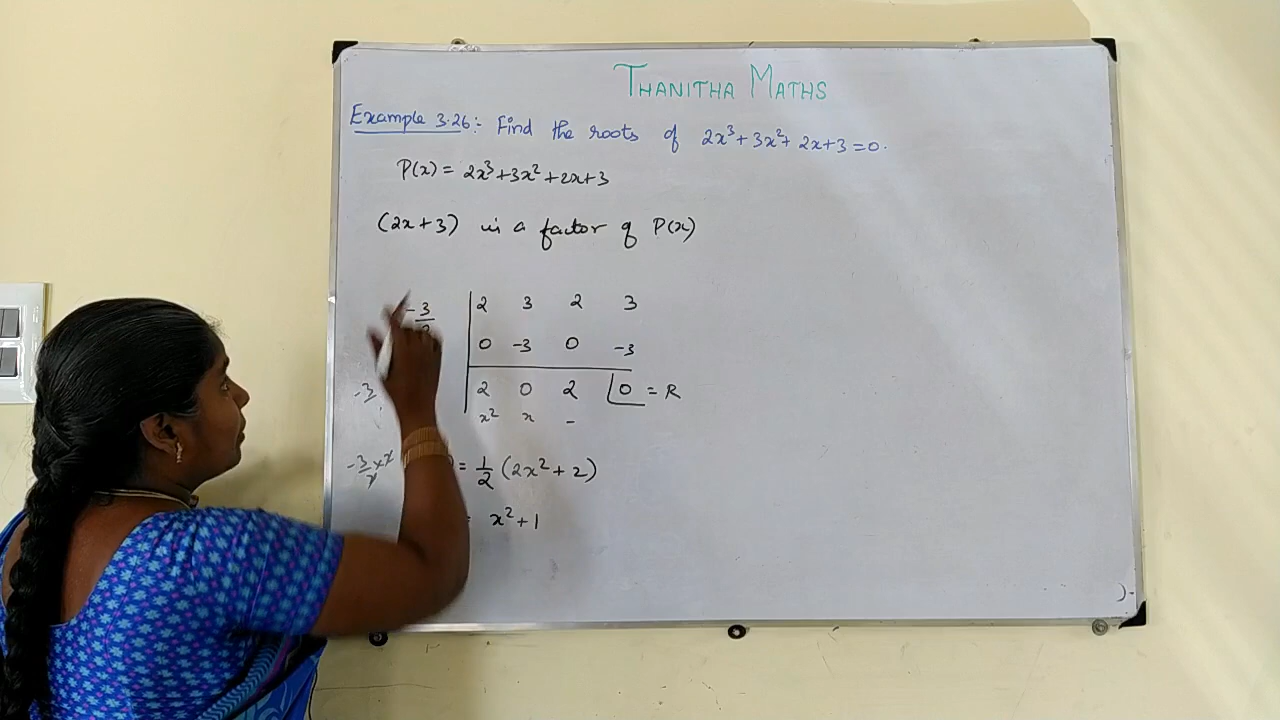 THANITHA MATHS
Example 3.26:- Find the roots of 2x³+3x²+2x+3=0.
P(x) = 2x³+3x²+2x+3
(2x+3) is a factor of P(x)
-3 2 3 2 3
0 -3 0 -3
-3 2 0 2 0 = R
x² x -
-3/2 × 2 = 1/2 (2x²+2)
= x²+1